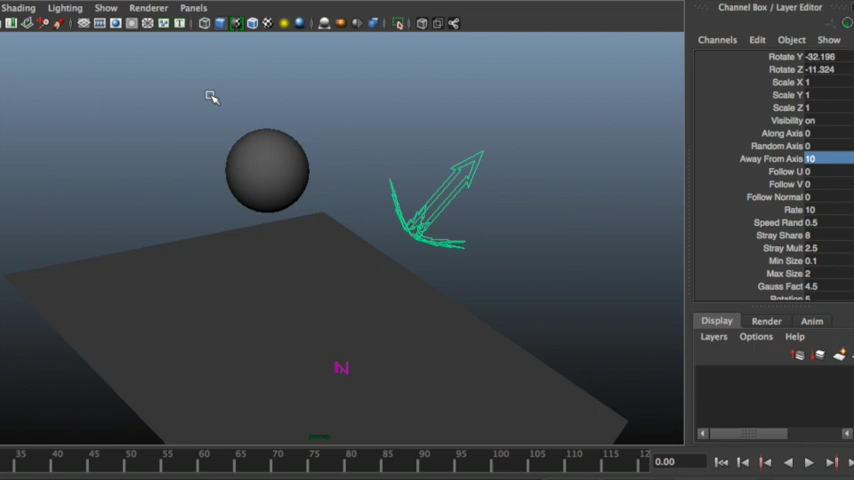 Shading Lighting Show Renderer Panels
Channel Box / Layer Editor
Channels Edit Object Show
Rotate Y -32.196
Rotate Z -11.324
Scale X 1
Scale Y 1
Scale Z 1
Visibility on
Along Axis 0
Random Axis 0
Away From Axis 10
Follow U 0
Follow V 0
Follow Normal 0
Rate 10
Speed Rand 0.5
Stray Share 8
Stray Mult 2.5
Min Size 0.1
Max Size 2
Gauss Fact 4.5
Rotation 5
Display Render Anim
Layers Options Help
N
persp
35 40 45 50 55 60 65 70 75 80 85 90 95 100 105 110 115 12
0.00